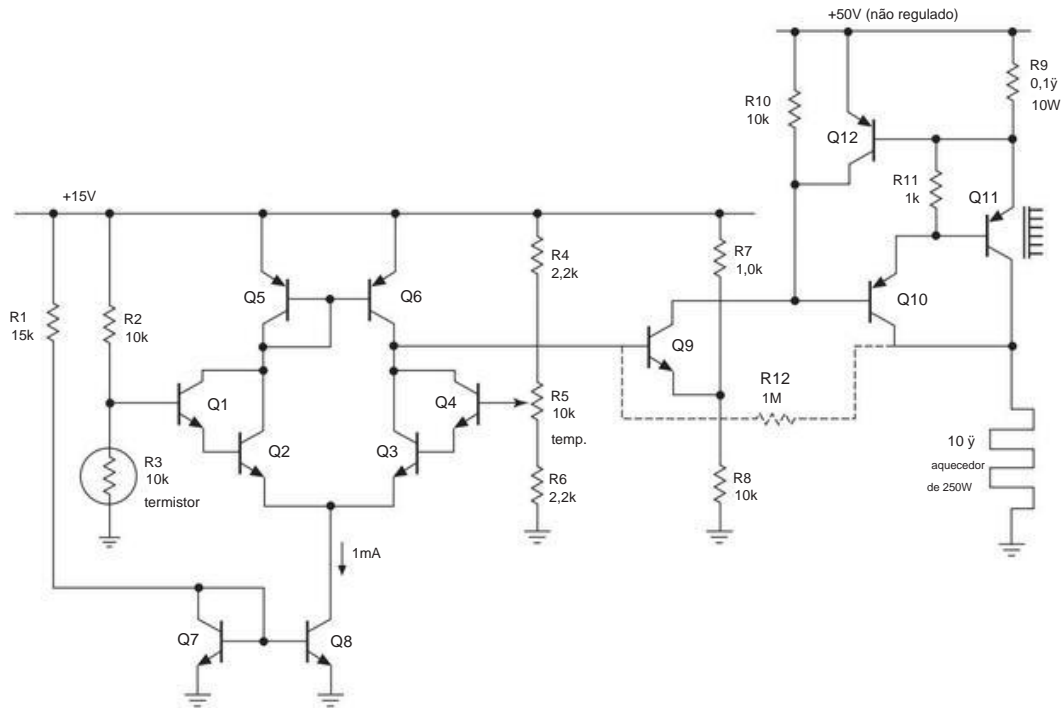 +50V (não regulado)
R9
0,1ÿ
10W
R10
10k
Q12
R11
1k
Q11
+15V
R4
2,2k
R7
1,0k
Q10
Q5
Q6
R1
15k
R2
10k
Q9
R12
1M
Q1
Q4
R5
10k
temp.
Q2
Q3
R3
10k
termistor
R6
2,2k
R8
10k
10 ÿ
aquecedor
de 250W
1mA
Q7
Q8